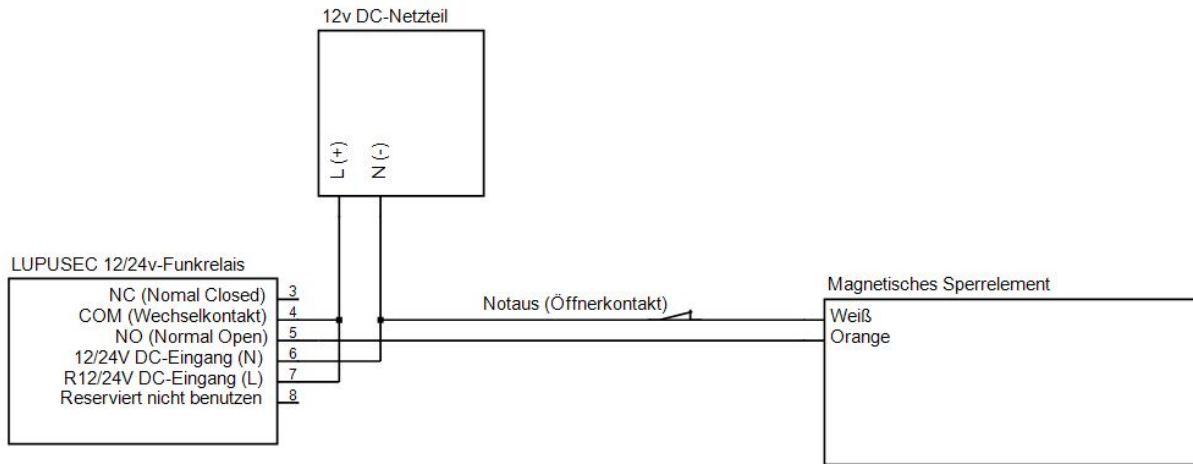 12v DC-Netzteil
L (+)
N (-)
LUPUSEC 12/24v-Funkrelais
NC (Nomal Closed) 3
COM (Wechselkontakt) 4
NO (Normal Open) 5
12/24V DC-Eingang (N) 6
R12/24V DC-Eingang (L) 7
Reserviert nicht benutzen 8
Notaus (Öffnerkontakt)
Magnetisches Sperrelement
Weiß
Orange